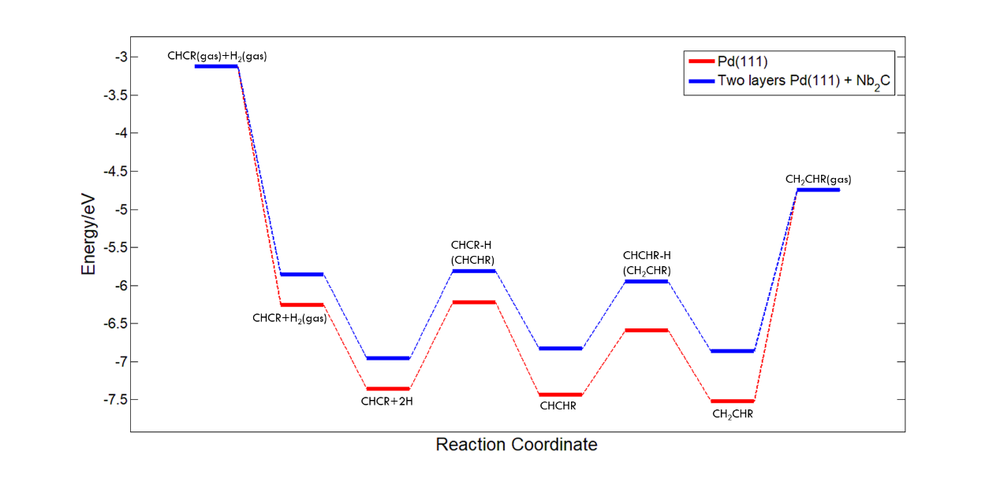 CHCR(gas)+H₂(gas)
-3
-3.5
-4
-4.5
-5
-5.5
-6
-6.5
-7
-7.5
Energy/eV
Pd(111)
Two layers Pd(111) + Nb₂C
CH₂CHR(gas)
CHCR-H
(CHCHR)
CHCHR-H
(CH₂CHR)
CHCR+H₂(gas)
CHCR+2H
CHCHR
CH₂CHR
Reaction Coordinate